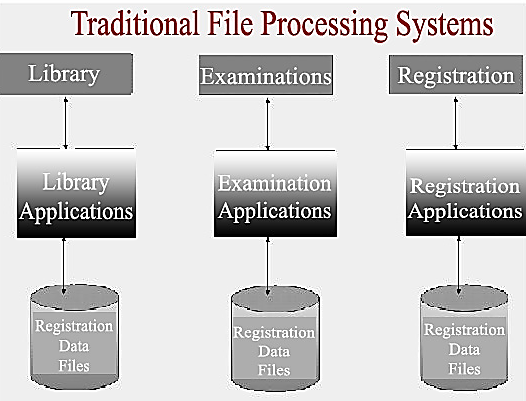 Traditional File Processing Systems
Library
Examinations
Registration
Library
Applications
Examination
Applications
Registration
Applications
Registration
Data
Files
Registration
Data
Files
Registration
Data
Files